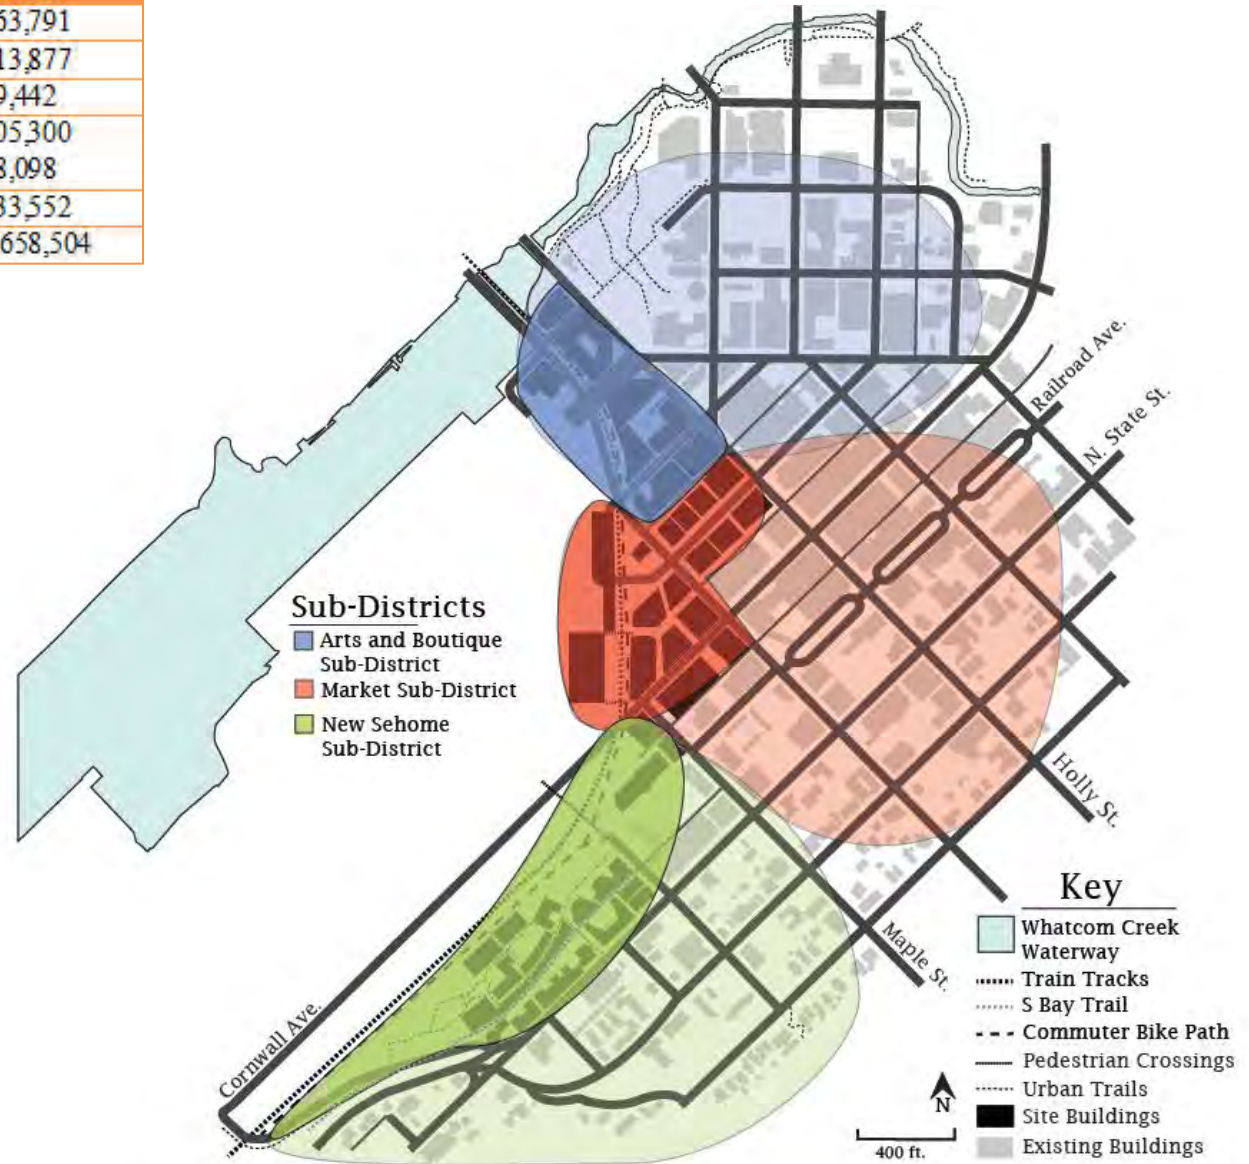 63,791
13,877
9,442
05,300
8,098
33,552
658,504
Railroad Ave.
N. State St.
Sub-Districts
Arts and Boutique
Sub-District
Market Sub-District
New Sehome
Sub-District
Holly St.
Maple St.
Cornwall Ave.
Key
Whatcom Creek
Waterway
Train Tracks
S Bay Trail
Commuter Bike Path
Pedestrian Crossings
Urban Trails
Site Buildings
Existing Buildings
N
400 ft.